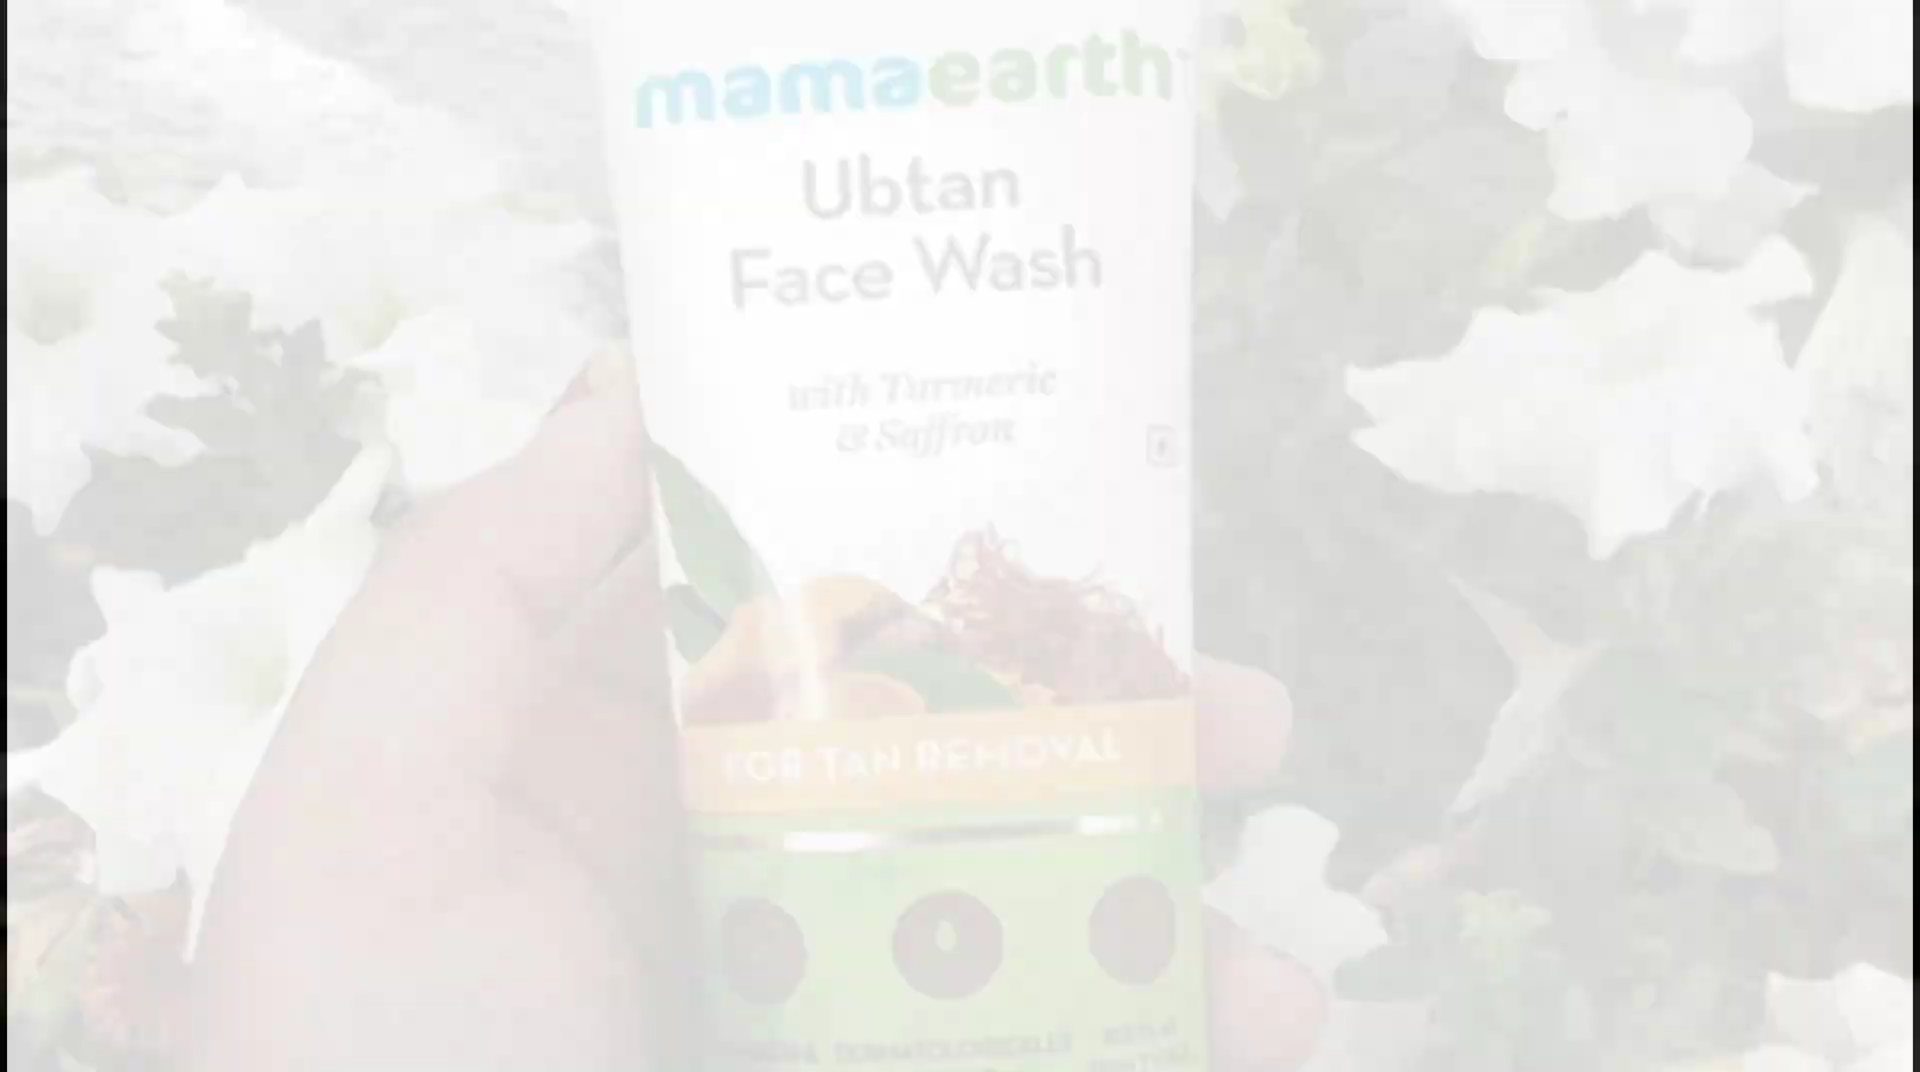 mamaearth
Ubtan
Face Wash
with Turmeric
& Saffron
FOR TAN REMOVAL